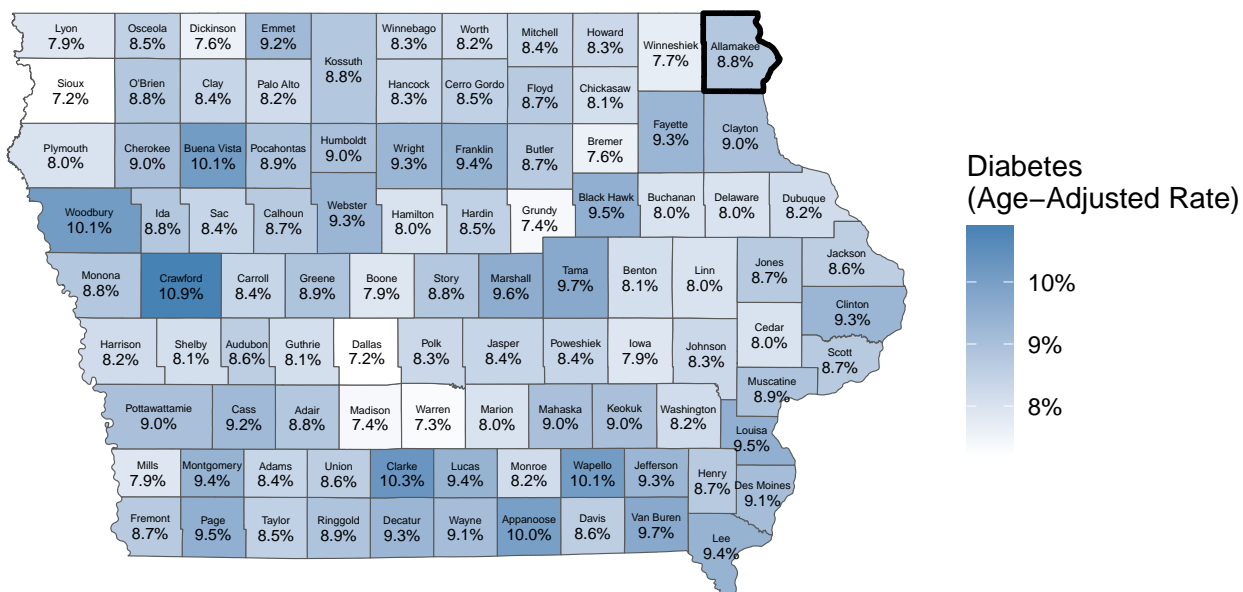 Lyon
7.9%
Osceola
8.5%
Dickinson
7.6%
Emmet
9.2%
Kossuth
8.8%
Winnebago
8.3%
Worth
8.2%
Mitchell
8.4%
Howard
8.3%
Winneshiek
7.7%
Allamakee
8.8%
Sioux
7.2%
O'Brien
8.8%
Clay
8.4%
Palo Alto
8.2%
Hancock
8.3%
Cerro Gordo
8.5%
Floyd
8.7%
Chickasaw
8.1%
Plymouth
8.0%
Cherokee
9.0%
Buena Vista
10.1%
Pocahontas
8.9%
Humboldt
9.0%
Wright
9.3%
Franklin
9.4%
Butler
8.7%
Bremer
7.6%
Fayette
9.3%
Clayton
9.0%
Woodbury
10.1%
Ida
8.8%
Sac
8.4%
Calhoun
8.7%
Webster
9.3%
Hamilton
8.0%
Hardin
8.5%
Grundy
7.4%
Black Hawk
9.5%
Buchanan
8.0%
Delaware
8.0%
Dubuque
8.2%
Monona
8.8%
Crawford
10.9%
Carroll
8.4%
Greene
8.9%
Boone
7.9%
Story
8.8%
Marshall
9.6%
Tama
9.7%
Benton
8.1%
Linn
8.0%
Jones
8.7%
Jackson
8.6%
Clinton
9.3%
Harrison
8.2%
Shelby
8.1%
Audubon
8.6%
Guthrie
8.1%
Dallas
7.2%
Polk
8.3%
Jasper
8.4%
Poweshiek
8.4%
Iowa
7.9%
Johnson
8.3%
Cedar
8.0%
Scott
8.7%
Muscatine
8.9%
Pottawattamie
9.0%
Cass
9.2%
Adair
8.8%
Madison
7.4%
Warren
7.3%
Marion
8.0%
Mahaska
9.0%
Keokuk
9.0%
Washington
8.2%
Louisa
9.5%
Mills
7.9%
Montgomery
9.4%
Adams
8.4%
Union
8.6%
Clarke
10.3%
Lucas
9.4%
Monroe
8.2%
Wapello
10.1%
Jefferson
9.3%
Henry
8.7%
Des Moines
9.1%
Fremont
8.7%
Page
9.5%
Taylor
8.5%
Ringgold
8.9%
Decatur
9.3%
Wayne
9.1%
Appanoose
10.0%
Davis
8.6%
Van Buren
9.7%
Lee
9.4%
Diabetes
(Age−Adjusted Rate)
10%
9%
8%